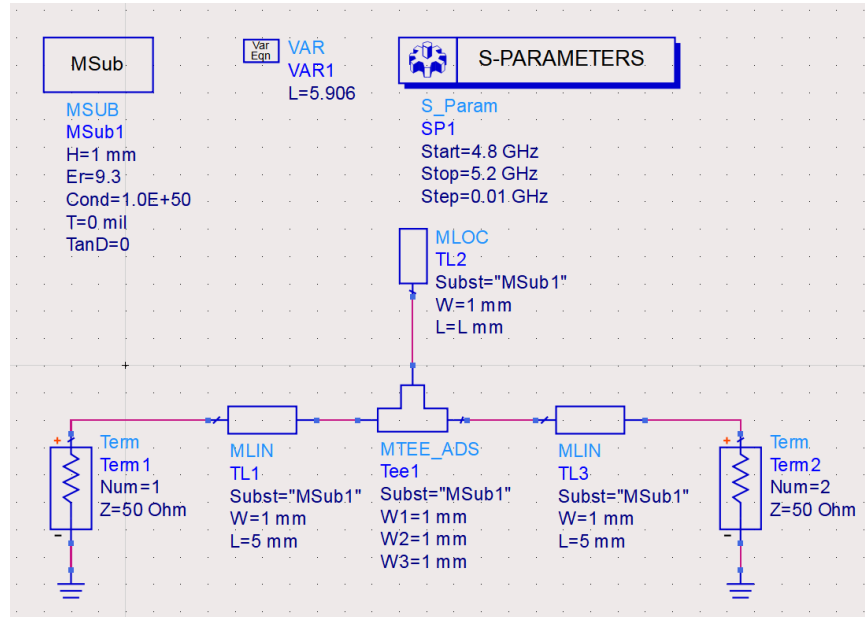 MSub
MSUB
MSub1
H=1 mm
Er=9.3
Cond=1.0E+50
T=0 mil
TanD=0
Var
Eqn
VAR
VAR1
L=5.906
S-PARAMETERS
S_Param
SP1
Start=4.8 GHz
Stop=5.2 GHz
Step=0.01 GHz
MLOC
TL2
Subst="MSub1"
W=1 mm
L=L mm
+
Term
Term1
Num=1
Z=50 Ohm
-
MLIN
TL1
Subst="MSub1"
W=1 mm
L=5 mm
MTEE_ADS
Tee1
Subst="MSub1"
W1=1 mm
W2=1 mm
W3=1 mm
MLIN
TL3
Subst="MSub1"
W=1 mm
L=5 mm
+
Term
Term2
Num=2
Z=50 Ohm
-